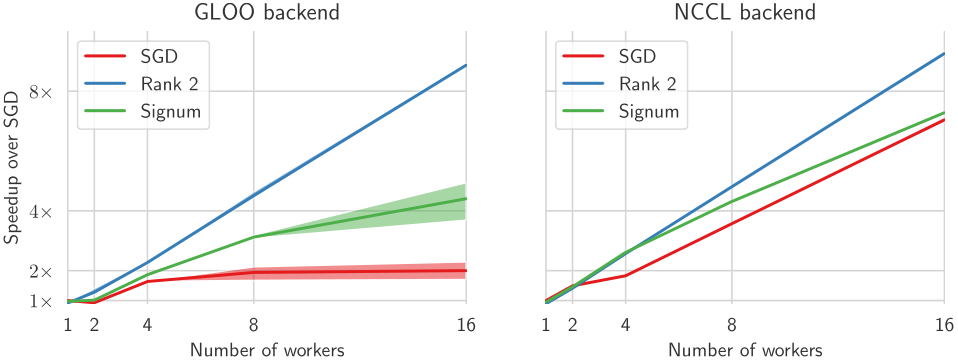 GLOO backend
SGD
Rank 2
Signum
Speedup over SGD
8×
4×
2×
1×
1 2 4 8 16
Number of workers
NCCL backend
SGD
Rank 2
Signum
1 2 4 8 16
Number of workers